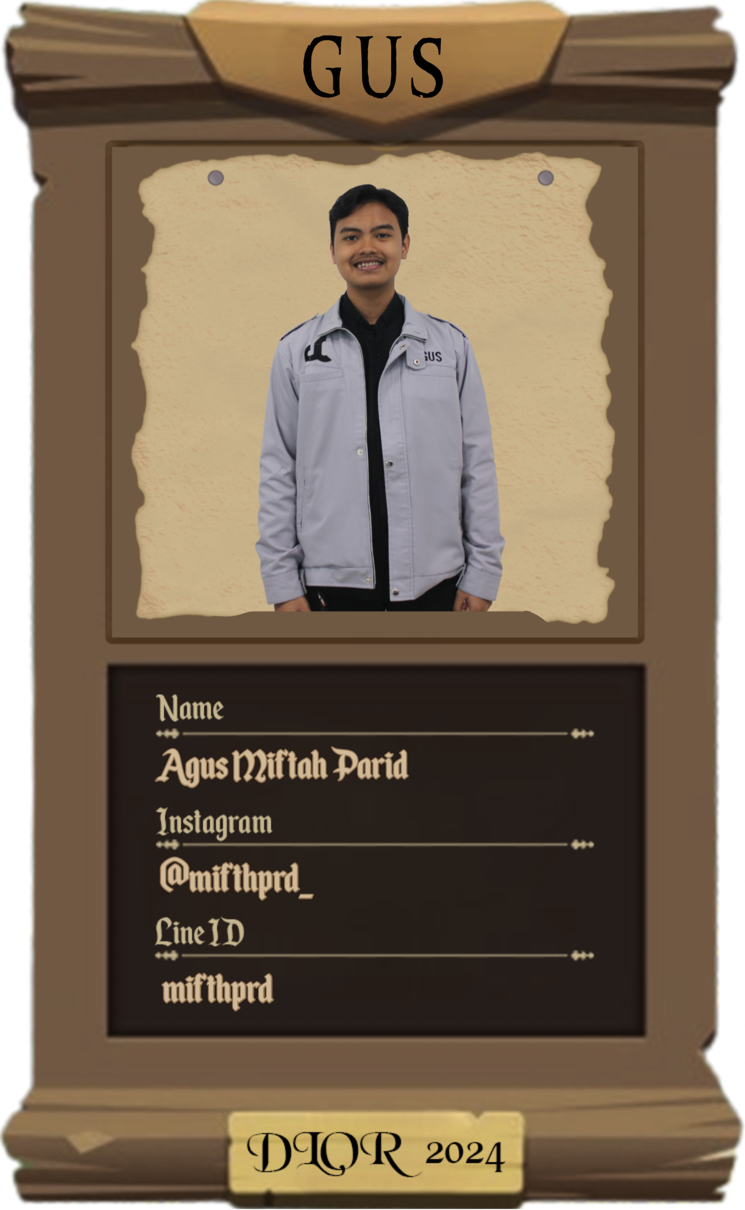 GUS
GUS
Name
Agus Miftah Parid
Instagram
@mifthprd_
Line ID
mifthprd
DLOR 2024